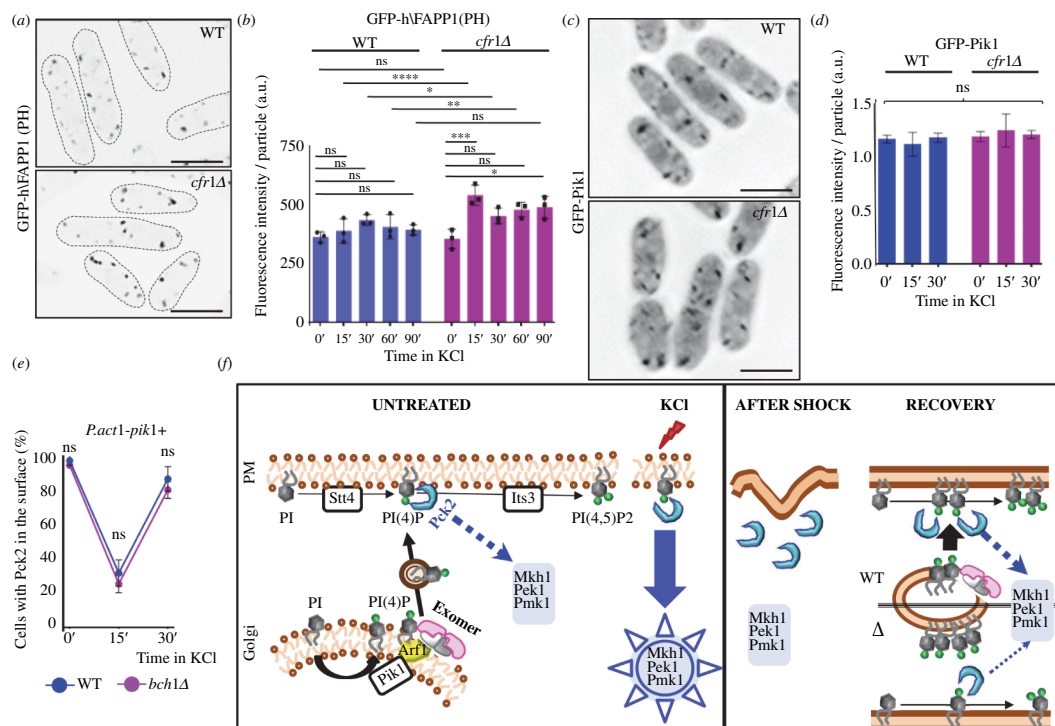 (a)
WT
cfr1Δ
GFP-h\FAPP1 (PH)
(b)
GFP-h\FAPP1(PH)
WT
cfr1Δ
ns
****
*
**
ns
ns
ns
ns
ns
***
ns
ns
*
750
500
250
0
Fluorescence intensity / particle (a.u.)
0′ 15′ 30′ 60′ 90′ 0′ 15′ 30′ 60′ 90′
Time in KCl
(c)
WT
cfr1Δ
GFP-Pik1
(d)
GFP-Pik1
WT
cfr1Δ
ns
1.5
1.0
0.5
0
Fluorescence intensity / particle (a.u.)
0′ 15′ 30′ 0′ 15′ 30′
Time in KCl
(e)
P.act1-pik1+
ns
ns
ns
100
80
60
40
20
0
Cells with Pck2 in the surface (%)
0′ 15′ 30′
Time in KCl
WT
bch1Δ
(f)
UNTREATED
KCl
PM
Stt4
Its3
PI
PI(4)P
Pck2
PI(4,5)P2
Mkh1
Pek1
Pmk1
PI
PI(4)P
Exomer
Arf1
Pik1
Golgi
Mkh1
Pek1
Pmk1
AFTER SHOCK
RECOVERY
Mkh1
Pek1
Pmk1
WT
Δ
Mkh1
Pek1
Pmk1